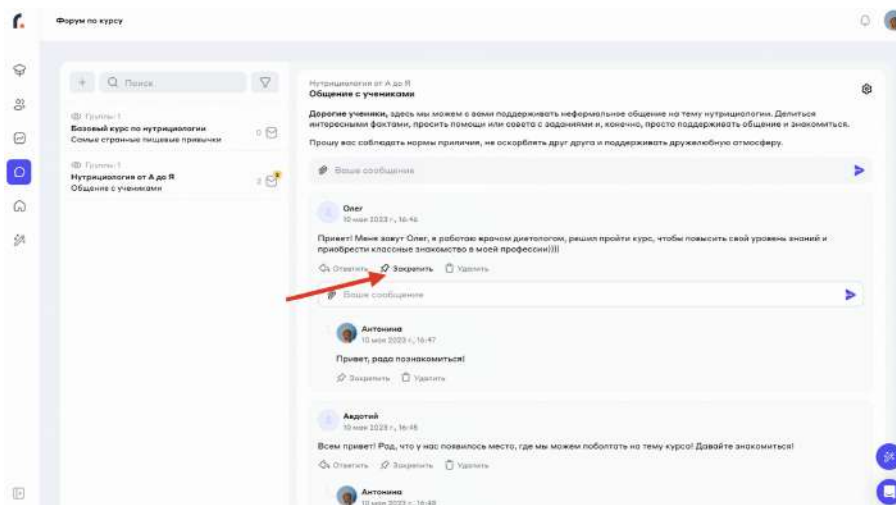 Форум по курсу
Поиск
Группы: 1
Базовый курс по нутрициологии
Самые странные пищевые привычки
0
Группы: 1
Нутрициология от А до Я
Общение с учениками
Нутрициология от А до Я
Общение с учениками
Дорогие ученики, здесь мы можем с вами поддерживать неформальное общение на тему нутрициологии. Делиться
интересными фактами, просить помощи или совета с заданиями и, конечно, просто поддерживать общение и знакомиться.
Прошу вас соблюдать нормы приличия, не оскорблять друг друга и поддерживать дружелюбную атмосферу.
Ваше сообщение
Олег
10 мая 2023 г., 16:46
Привет! Меня зовут Олег, я работаю врачом диетологом, решил пройти курс, чтобы повысить свой уровень знаний и
приобрести классные знакомства в моей профессии))))
Ответить Закрепить Удалить
Ваше сообщение
Антонина
10 мая 2023 г., 16:47
Привет, рада познакомиться!
Закрепить Удалить
Авдотий
10 мая 2023 г., 16:48
Всем привет! Рад, что у нас появилось место, где мы можем поболтать на тему курса! Давайте знакомиться!
Ответить Закрепить Удалить
Антонина
10 мая 2023 г., 16:48